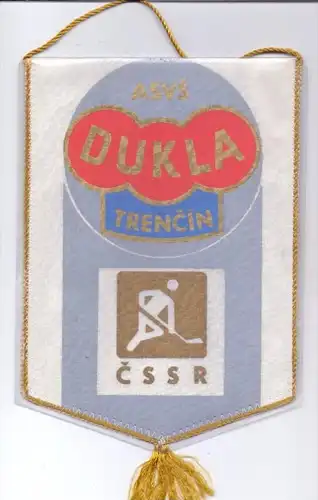 ASVŠ
DUKLA
TRENČÍN
ČSSR